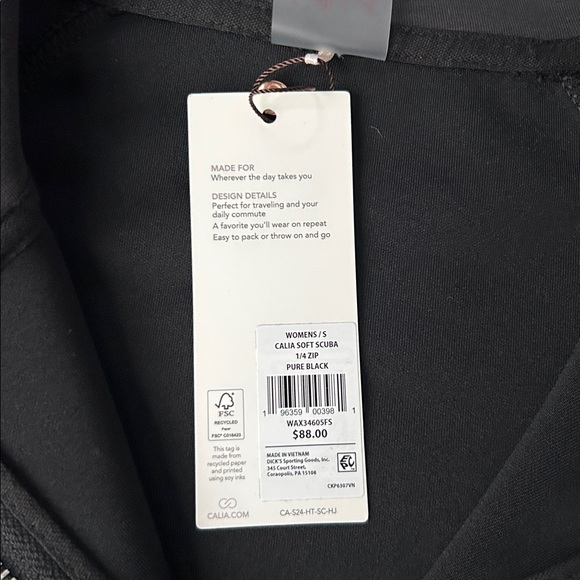 MADE FOR
Wherever the day takes you
DESIGN DETAILS
Perfect for traveling and your
daily commute
A favorite you'll wear on repeat
Easy to pack or throw on and go
WOMENS / S
CALIA SOFT SCUBA
1/4 ZIP
PURE BLACK
1 96359 00398 1
WAX34605FS
$88.00
MADE IN VIETNAM
DICK'S Sporting Goods, Inc.
345 Court Street,
Coraopolis, PA 15108
CKP6307VN
FSC
RECYCLED
Paper
FSC® C016423
This tag is
made from
recycled paper
and printed
using soy inks
CALIA.COM
CA-S24-HT-SC-HJ